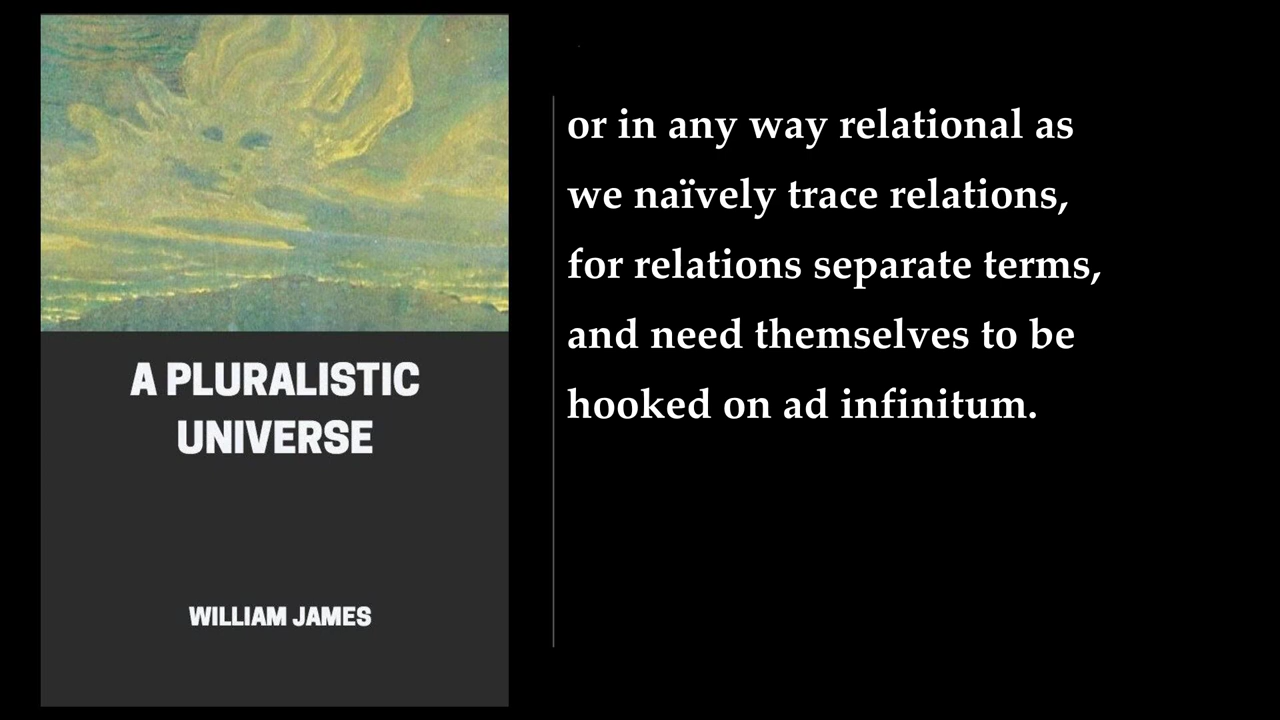 A PLURALISTIC
UNIVERSE
WILLIAM JAMES
or in any way relational as
we naïvely trace relations,
for relations separate terms,
and need themselves to be
hooked on ad infinitum.